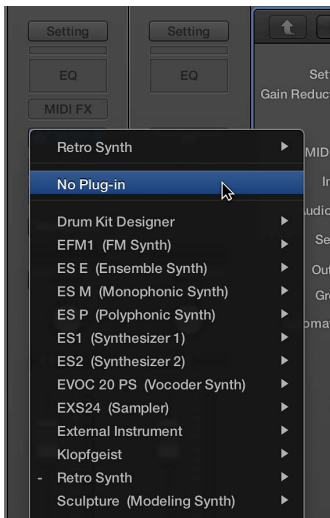 Setting Setting
EQ EQ Set
Gain Reduc
MIDI FX
Retro Synth
MIDI
No Plug-in In
Drum Kit Designer udio
EFM1 (FM Synth) Se
ES E (Ensemble Synth) Out
ES M (Monophonic Synth) Gr
ES P (Polyphonic Synth) oma
ES1 (Synthesizer 1)
ES2 (Synthesizer 2)
EVOC 20 PS (Vocoder Synth)
EXS24 (Sampler)
External Instrument
Klopfgeist
- Retro Synth
Sculpture (Modeling Synth)